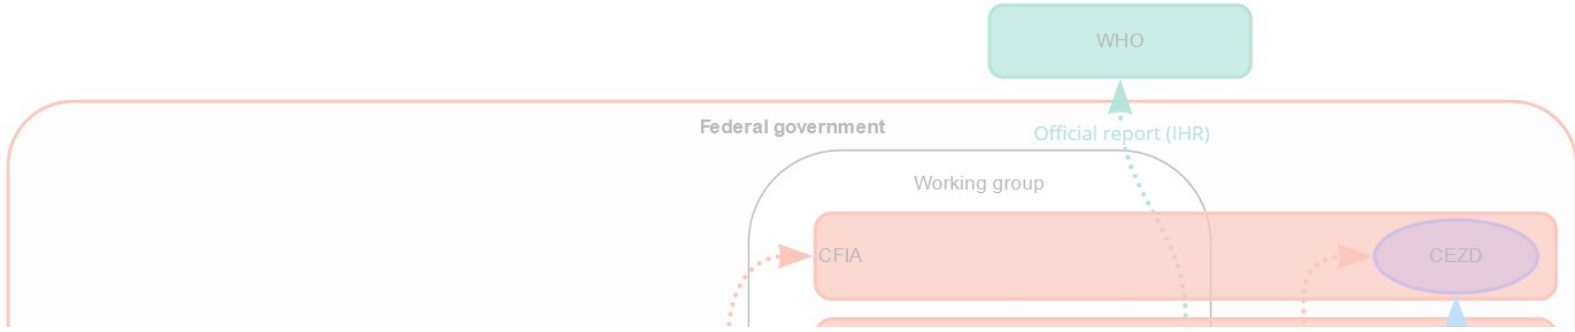 WHO
Federal government
Official report (IHR)
Working group
CFIA
CEZD